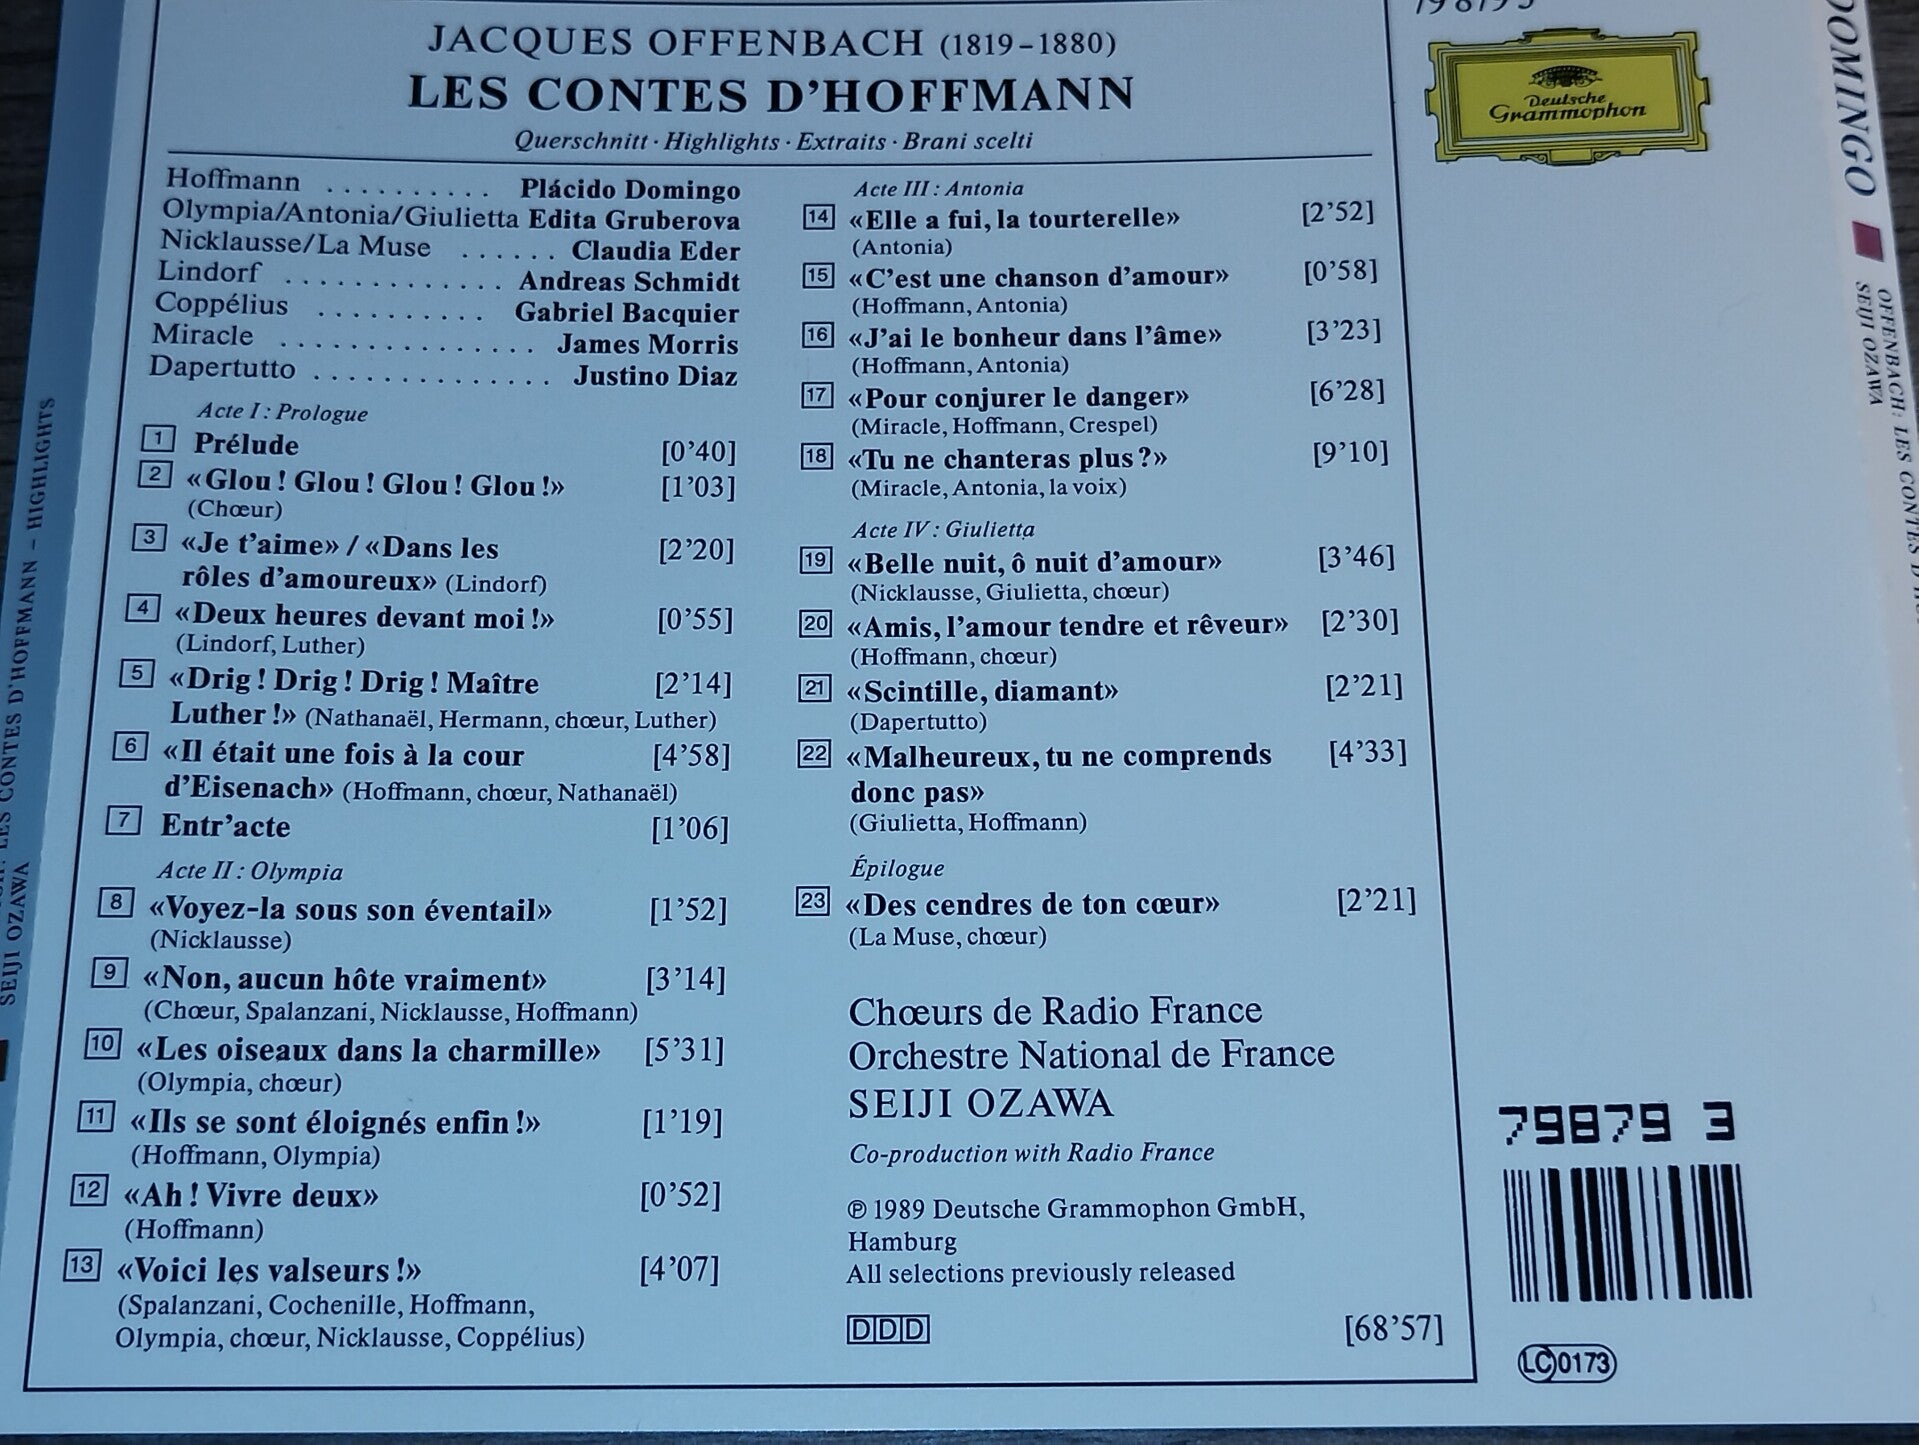 JACQUES OFFENBACH (1819–1880)
LES CONTES D'HOFFMANN
Querschnitt · Highlights · Extraits · Brani scelti
Hoffmann .......... Plácido Domingo
Olympia/Antonia/Giulietta Edita Gruberova
Nicklausse/La Muse ...... Claudia Eder
Lindorf ............. Andreas Schmidt
Coppélius .......... Gabriel Bacquier
Miracle ............... James Morris
Dapertutto .............. Justino Diaz
Acte I : Prologue
1 Prélude [0'40]
2 «Glou ! Glou ! Glou ! Glou !» [1'03]
(Chœur)
3 «Je t'aime» / «Dans les [2'20]
rôles d'amoureux» (Lindorf)
4 «Deux heures devant moi !» [0'55]
(Lindorf, Luther)
5 «Drig ! Drig ! Drig ! Maître [2'14]
Luther !» (Nathanaël, Hermann, chœur, Luther)
6 «Il était une fois à la cour [4'58]
d'Eisenach» (Hoffmann, chœur, Nathanaël)
7 Entr'acte [1'06]
Acte II : Olympia
8 «Voyez-la sous son éventail» [1'52]
(Nicklausse)
9 «Non, aucun hôte vraiment» [3'14]
(Chœur, Spalanzani, Nicklausse, Hoffmann)
10 «Les oiseaux dans la charmille» [5'31]
(Olympia, chœur)
11 «Ils se sont éloignés enfin !» [1'19]
(Hoffmann, Olympia)
12 «Ah ! Vivre deux» [0'52]
(Hoffmann)
13 «Voici les valseurs !» [4'07]
(Spalanzani, Cochenille, Hoffmann,
Olympia, chœur, Nicklausse, Coppélius)
Acte III : Antonia
14 «Elle a fui, la tourterelle» [2'52]
(Antonia)
15 «C'est une chanson d'amour» [0'58]
(Hoffmann, Antonia)
16 «J'ai le bonheur dans l'âme» [3'23]
(Hoffmann, Antonia)
17 «Pour conjurer le danger» [6'28]
(Miracle, Hoffmann, Crespel)
18 «Tu ne chanteras plus ?» [9'10]
(Miracle, Antonia, la voix)
Acte IV : Giulietta
19 «Belle nuit, ô nuit d'amour» [3'46]
(Nicklausse, Giulietta, chœur)
20 «Amis, l'amour tendre et rêveur» [2'30]
(Hoffmann, chœur)
21 «Scintille, diamant» [2'21]
(Dapertutto)
22 «Malheureux, tu ne comprends [4'33]
donc pas»
(Giulietta, Hoffmann)
Épilogue
23 «Des cendres de ton cœur» [2'21]
(La Muse, chœur)
Chœurs de Radio France
Orchestre National de France
SEIJI OZAWA
Co-production with Radio France
℗ 1989 Deutsche Grammophon GmbH,
Hamburg
All selections previously released
DDD [68'57]
Deutsche
Grammophon
79879 3
LC 0173
DOMINGO
OFFENBACH: LES CONTES
SEIJI OZAWA
LES CONTES D'HOFFMANN – HIGHLIGHTS
SEIJI OZAWA